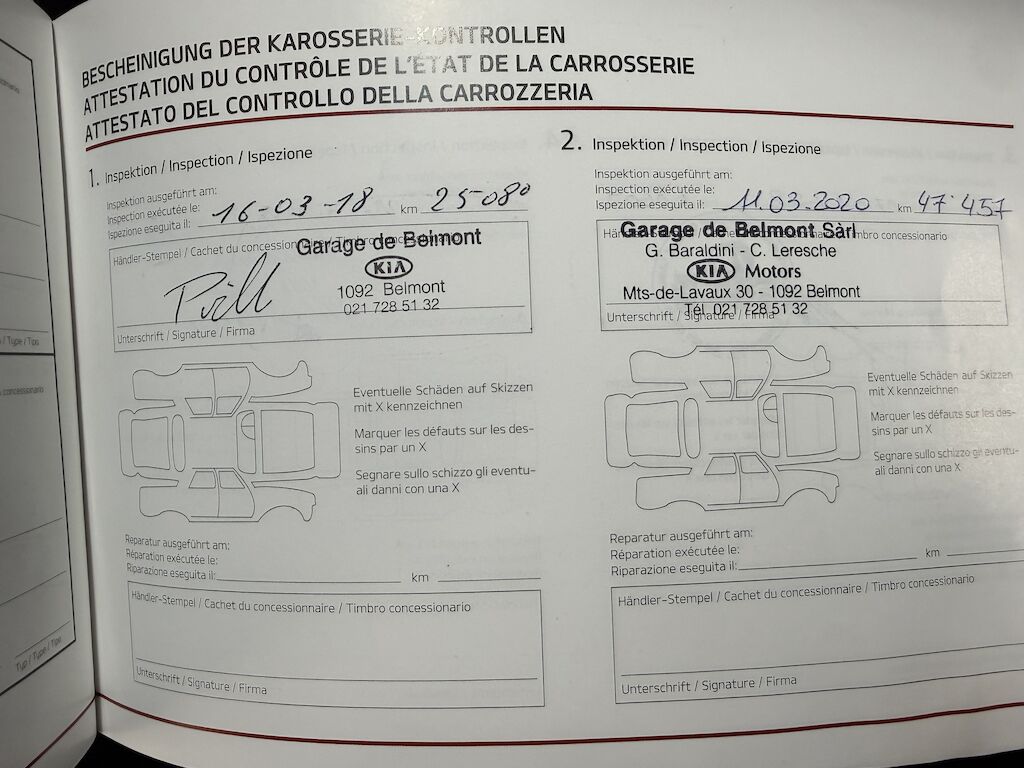 BESCHEINIGUNG DER KAROSSERIE-KONTROLLEN
ATTESTATION DU CONTRÔLE DE L'ÉTAT DE LA CARROSSERIE
ATTESTATO DEL CONTROLLO DELLA CARROZZERIA
1. Inspektion / Inspection / Ispezione
Inspektion ausgeführt am:
Inspection exécutée le:
Ispezione eseguita il: 16-03-18 km 25-080
Händler-Stempel / Cachet du concessionnaire / Timbro concessionario
Garage de Belmont
KIA
1092 Belmont
021 728 51 32
Unterschrift / Signature / Firma
Eventuelle Schäden auf Skizzen
mit X kennzeichnen
Marquer les défauts sur les des-
sins par un X
Segnare sullo schizzo gli eventu-
ali danni con una X
Reparatur ausgeführt am:
Réparation exécutée le:
Riparazione eseguita il: km
Händler-Stempel / Cachet du concessionnaire / Timbro concessionario
Unterschrift / Signature / Firma
2. Inspektion / Inspection / Ispezione
Inspektion ausgeführt am:
Inspection exécutée le:
Ispezione eseguita il: 11.03.2020 km 47'457
Garage de Belmont Sàrl
G. Baraldini - C. Leresche
KIA Motors
Mts-de-Lavaux 30 - 1092 Belmont
Tél. 021 728 51 32
Unterschrift / Signature / Firma
Eventuelle Schäden auf Skizzen
mit X kennzeichnen
Marquer les défauts sur les des-
sins par un X
Segnare sullo schizzo gli eventu-
ali danni con una X
Reparatur ausgeführt am:
Réparation exécutée le:
Riparazione eseguita il: km
Händler-Stempel / Cachet du concessionnaire / Timbro concessionario
Unterschrift / Signature / Firma
/ Type / Tipo
concessionario
Typ / Type / Tipo